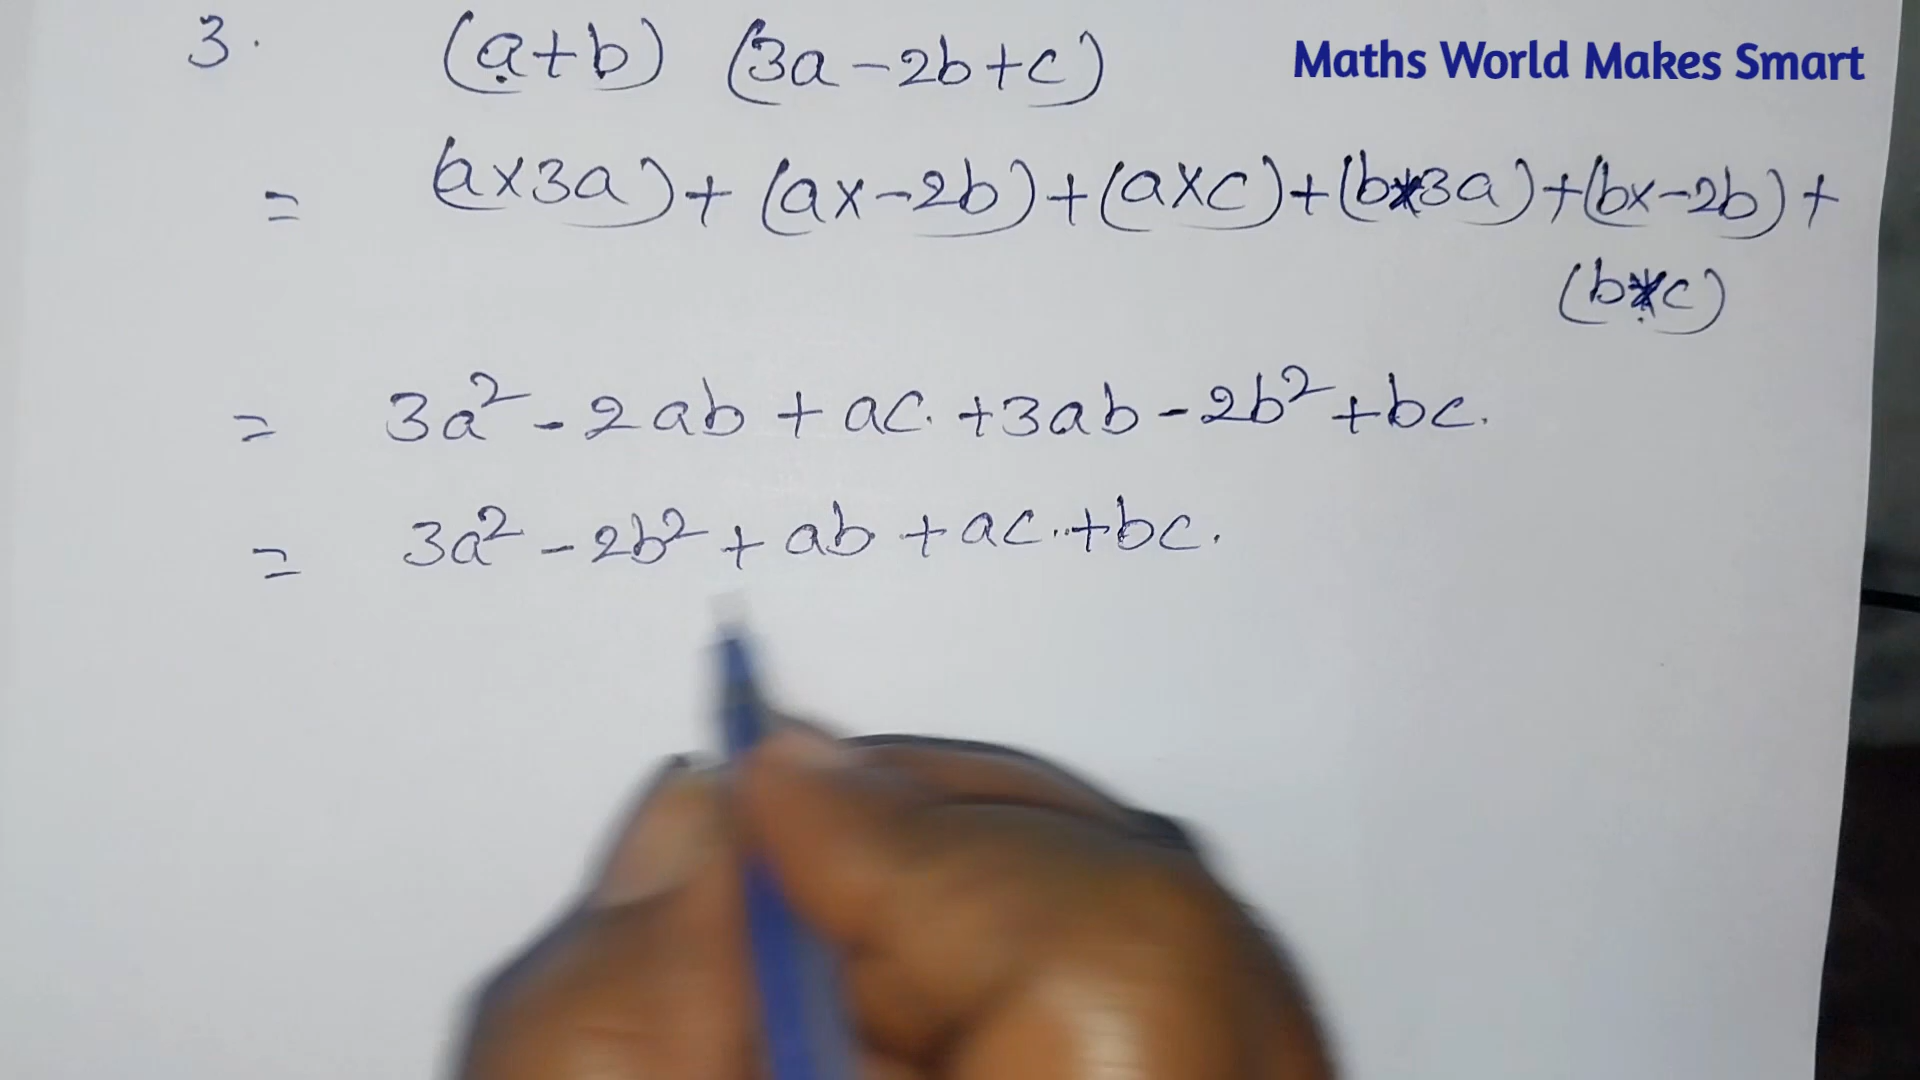 3. (a+b) (3a-2b+c)
Maths World Makes Smart
= (a×3a)+(a×-2b)+(a×c)+(b×3a)+(b×-2b)+
(b×c)
= 3a²-2ab+ac.+3ab-2b²+bc.
= 3a²-2b²+ab+ac..+bc.